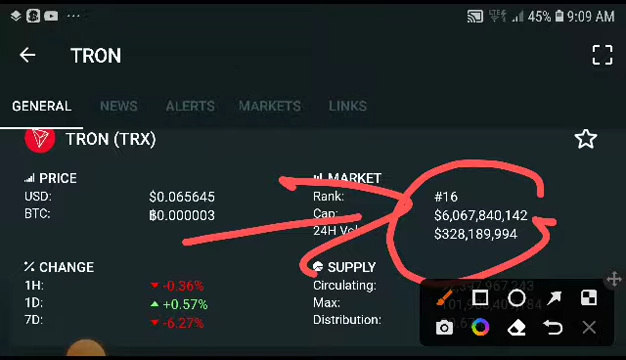 45% 9:09 AM
TRON
GENERAL NEWS ALERTS MARKETS LINKS
TRON (TRX)
PRICE MARKET
USD: $0.065645 Rank: #16
BTC: ฿0.000003 Cap: $6,067,840,142
24H Vol $328,189,994
% CHANGE SUPPLY
1H: -0.36% Circulating:
1D: +0.57% Max:
7D: -6.27% Distribution: